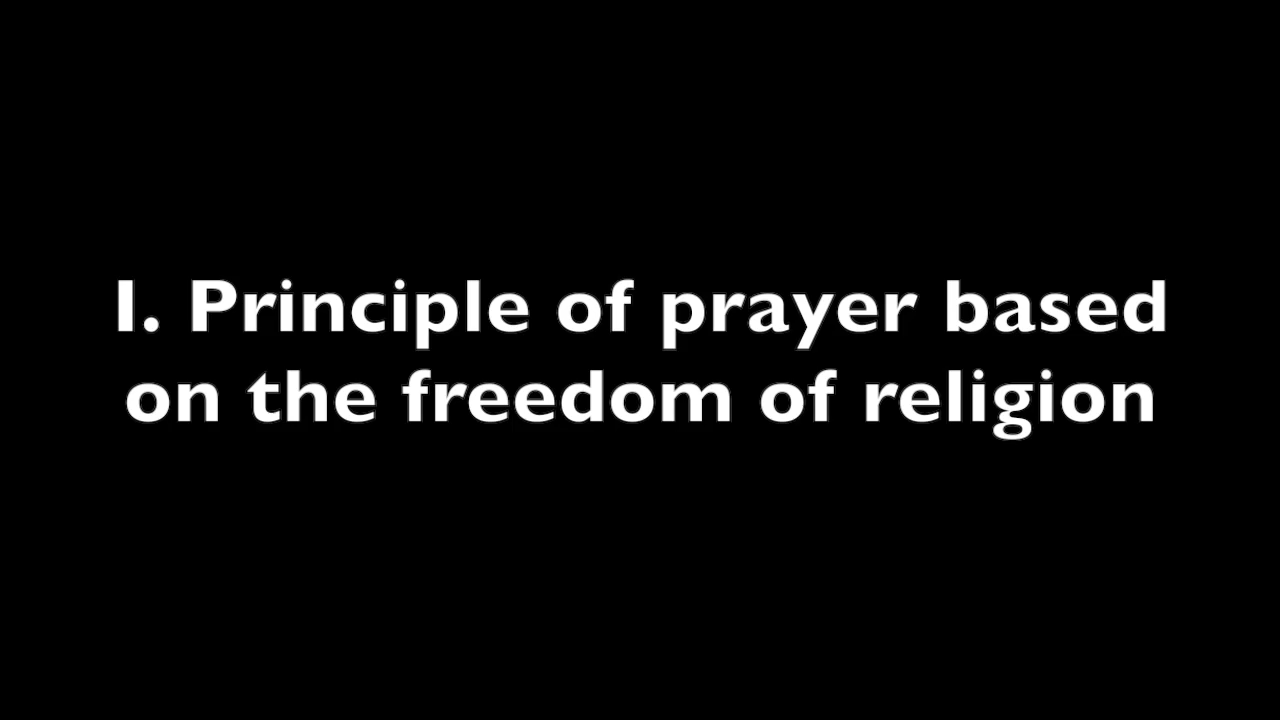 I. Principle of prayer based
on the freedom of religion